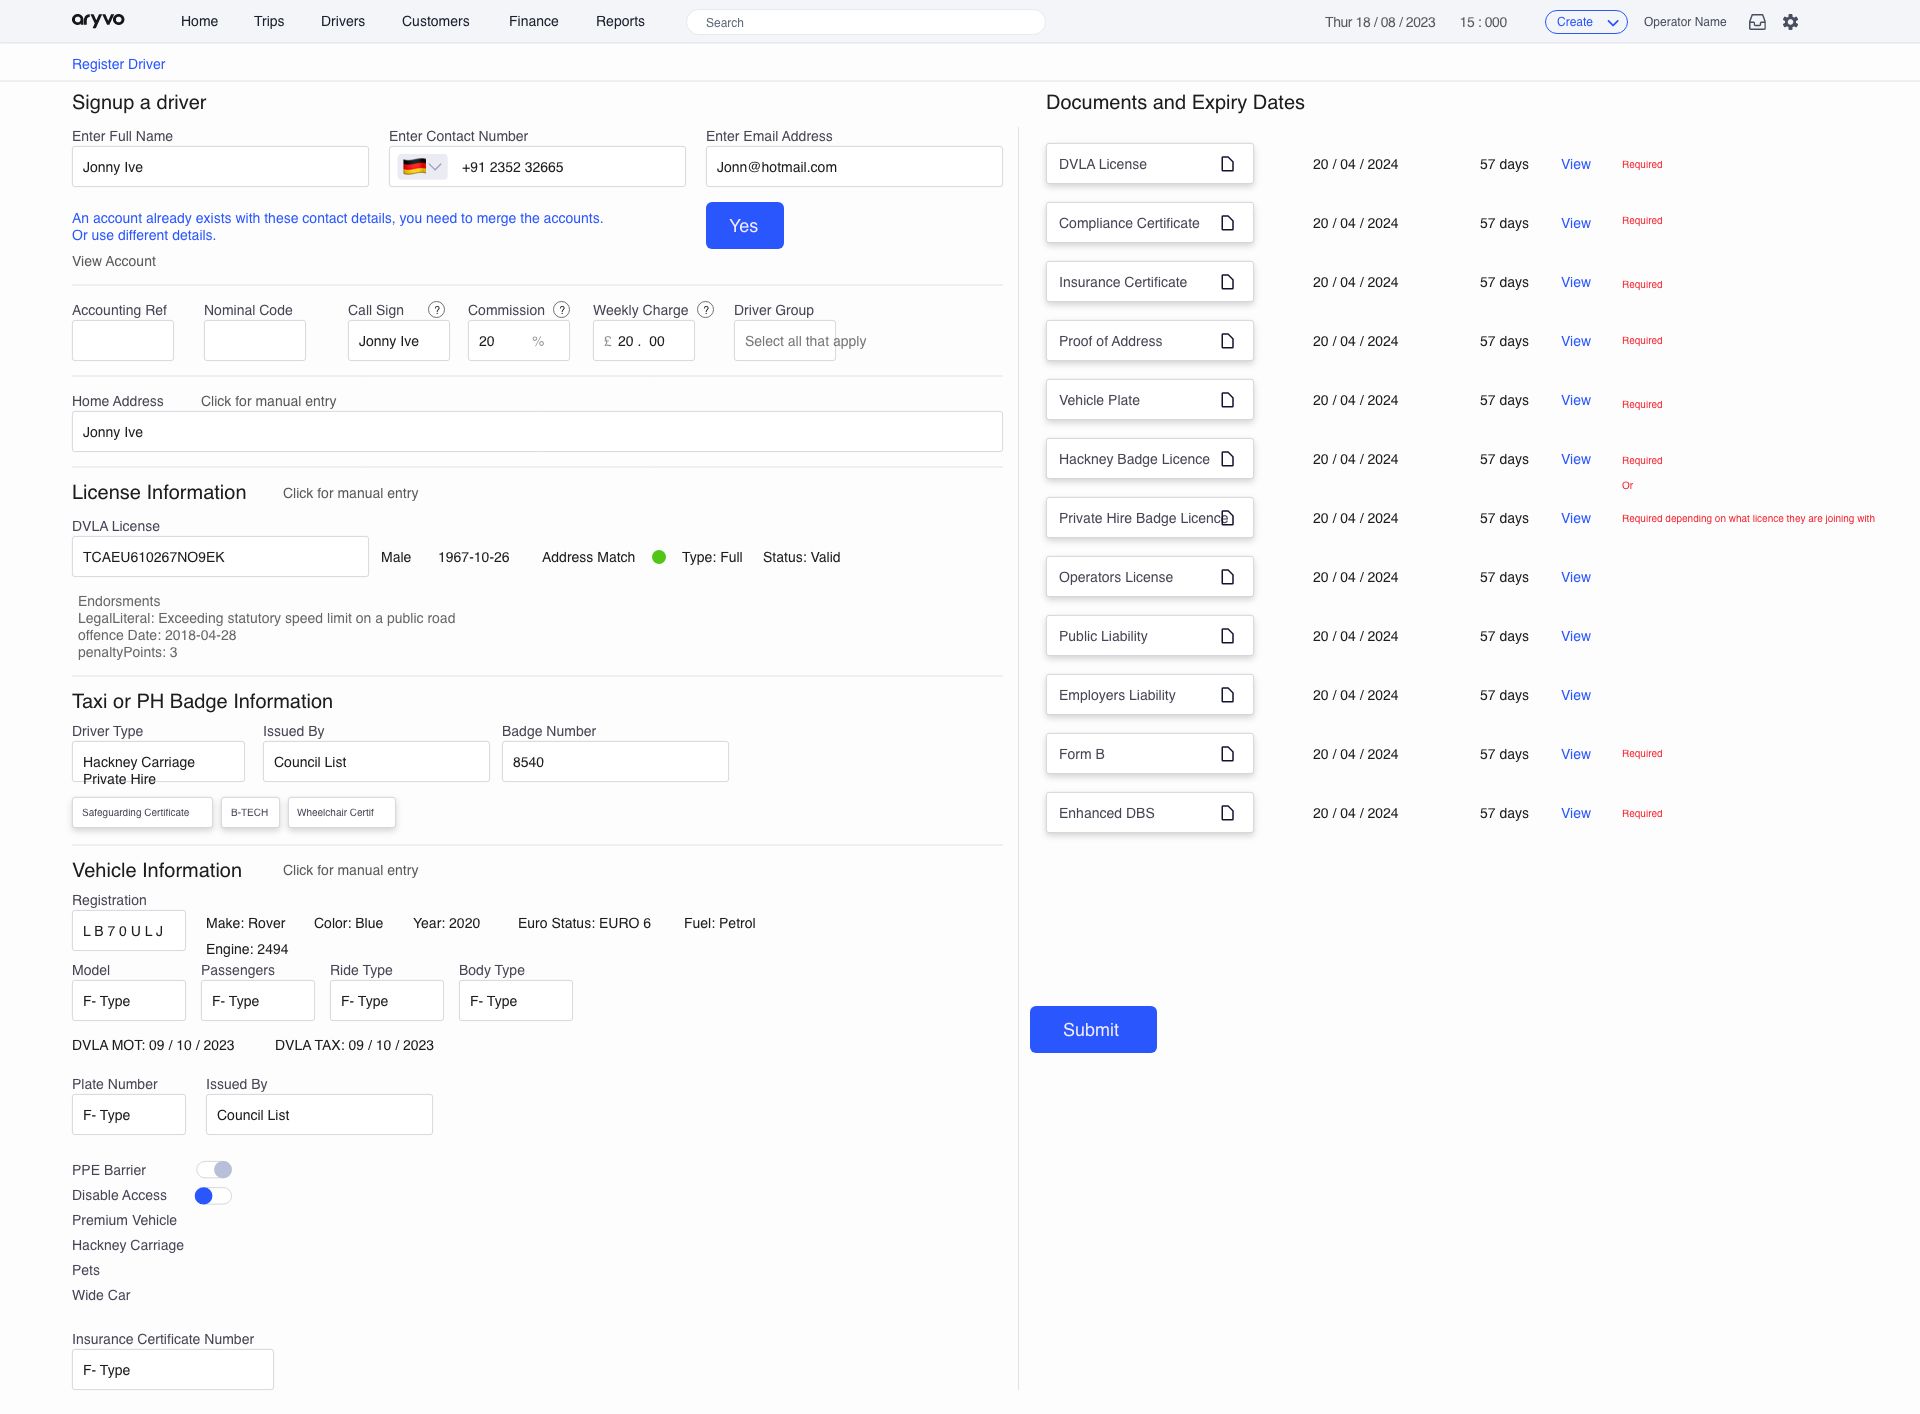 aryvo Home Trips Drivers Customers Finance Reports Search Thur 18 / 08 / 2023 15 : 000 Create Operator Name
Register Driver
Signup a driver
Enter Full Name Enter Contact Number Enter Email Address
Jonny Ive +91 2352 32665 Jonn@hotmail.com
An account already exists with these contact details, you need to merge the accounts.
Or use different details.
Yes
View Account
Accounting Ref Nominal Code Call Sign ? Commission ? Weekly Charge ? Driver Group
Jonny Ive 20 % £ 20 . 00 Select all that apply
Home Address Click for manual entry
Jonny Ive
License Information Click for manual entry
DVLA License
TCAEU610267NO9EK Male 1967-10-26 Address Match Type: Full Status: Valid
Endorsments
LegalLiteral: Exceeding statutory speed limit on a public road
offence Date: 2018-04-28
penaltyPoints: 3
Taxi or PH Badge Information
Driver Type Issued By Badge Number
Hackney Carriage Council List 8540
Private Hire
Safeguarding Certificate B-TECH Wheelchair Certif
Vehicle Information Click for manual entry
Registration
L B 7 0 U L J Make: Rover Color: Blue Year: 2020 Euro Status: EURO 6 Fuel: Petrol
Engine: 2494
Model Passengers Ride Type Body Type
F- Type F- Type F- Type F- Type
DVLA MOT: 09 / 10 / 2023 DVLA TAX: 09 / 10 / 2023
Plate Number Issued By
F- Type Council List
PPE Barrier
Disable Access
Premium Vehicle
Hackney Carriage
Pets
Wide Car
Insurance Certificate Number
F- Type
Documents and Expiry Dates
DVLA License 20 / 04 / 2024 57 days View Required
Compliance Certificate 20 / 04 / 2024 57 days View Required
Insurance Certificate 20 / 04 / 2024 57 days View Required
Proof of Address 20 / 04 / 2024 57 days View Required
Vehicle Plate 20 / 04 / 2024 57 days View Required
Hackney Badge Licence 20 / 04 / 2024 57 days View Required
Or
Private Hire Badge Licence 20 / 04 / 2024 57 days View Required depending on what licence they are joining with
Operators License 20 / 04 / 2024 57 days View
Public Liability 20 / 04 / 2024 57 days View
Employers Liability 20 / 04 / 2024 57 days View
Form B 20 / 04 / 2024 57 days View Required
Enhanced DBS 20 / 04 / 2024 57 days View Required
Submit